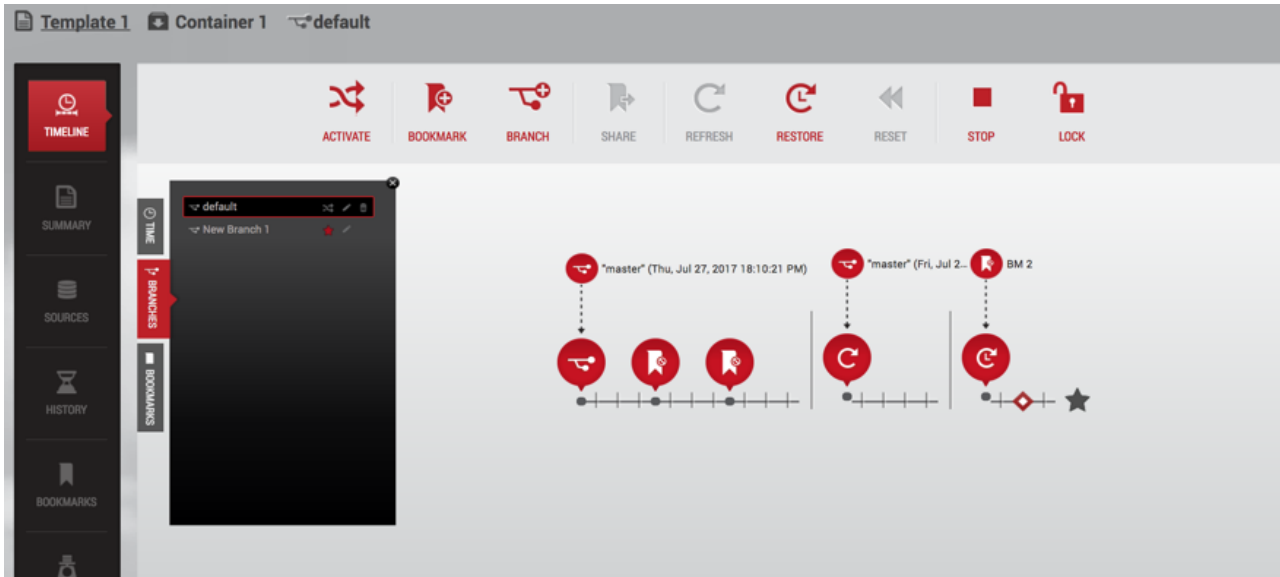 Template 1 Container 1 default
TIMELINE
SUMMARY
SOURCES
HISTORY
BOOKMARKS
ACTIVATE BOOKMARK BRANCH SHARE REFRESH RESTORE RESET STOP LOCK
TIME
BRANCHES
BOOKMARKS
default
New Branch 1
"master" (Thu, Jul 27, 2017 18:10:21 PM)
"master" (Fri, Jul 2...
BM 2